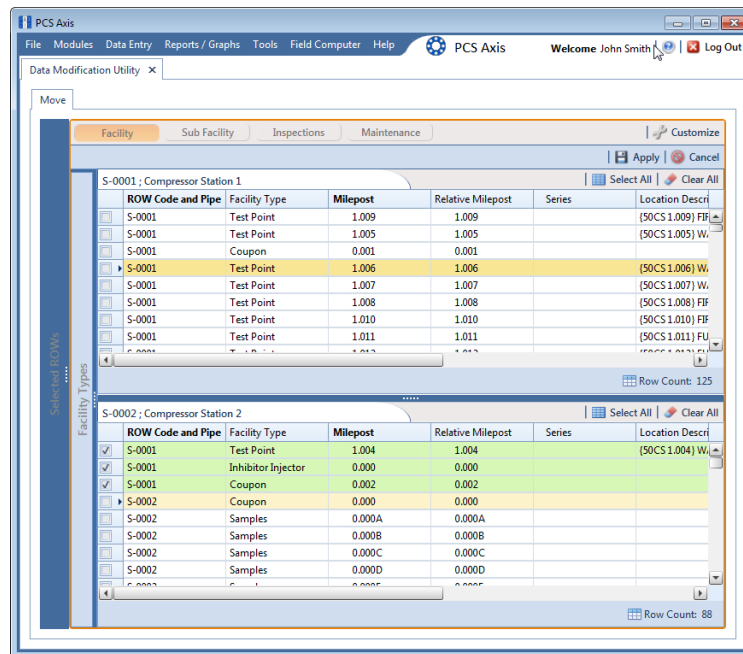 PCS Axis
File Modules Data Entry Reports / Graphs Tools Field Computer Help PCS Axis Welcome John Smith Log Out
Data Modification Utility
Move
Facility Sub Facility Inspections Maintenance Customize
Apply Cancel
S-0001 ; Compressor Station 1 Select All Clear All
ROW Code and Pipe Facility Type Milepost Relative Milepost Series Location Descri
S-0001 Test Point 1.009 1.009 {50CS 1.009} FIF
S-0001 Test Point 1.005 1.005 {50CS 1.005} W
S-0001 Coupon 0.001 0.001
S-0001 Test Point 1.006 1.006 {50CS 1.006} W
S-0001 Test Point 1.007 1.007 {50CS 1.007} W
S-0001 Test Point 1.008 1.008 {50CS 1.008} FIF
S-0001 Test Point 1.010 1.010 {50CS 1.010} FIF
S-0001 Test Point 1.011 1.011 {50CS 1.011} FU
Row Count: 125
Selected ROWs
Facility Types
S-0002 ; Compressor Station 2 Select All Clear All
ROW Code and Pipe Facility Type Milepost Relative Milepost Series Location Descri
S-0001 Test Point 1.004 1.004 {50CS 1.004} W
S-0001 Inhibitor Injector 0.000 0.000
S-0001 Coupon 0.002 0.002
S-0002 Coupon 0.000 0.000
S-0002 Samples 0.000A 0.000A
S-0002 Samples 0.000B 0.000B
S-0002 Samples 0.000C 0.000C
S-0002 Samples 0.000D 0.000D
Row Count: 88